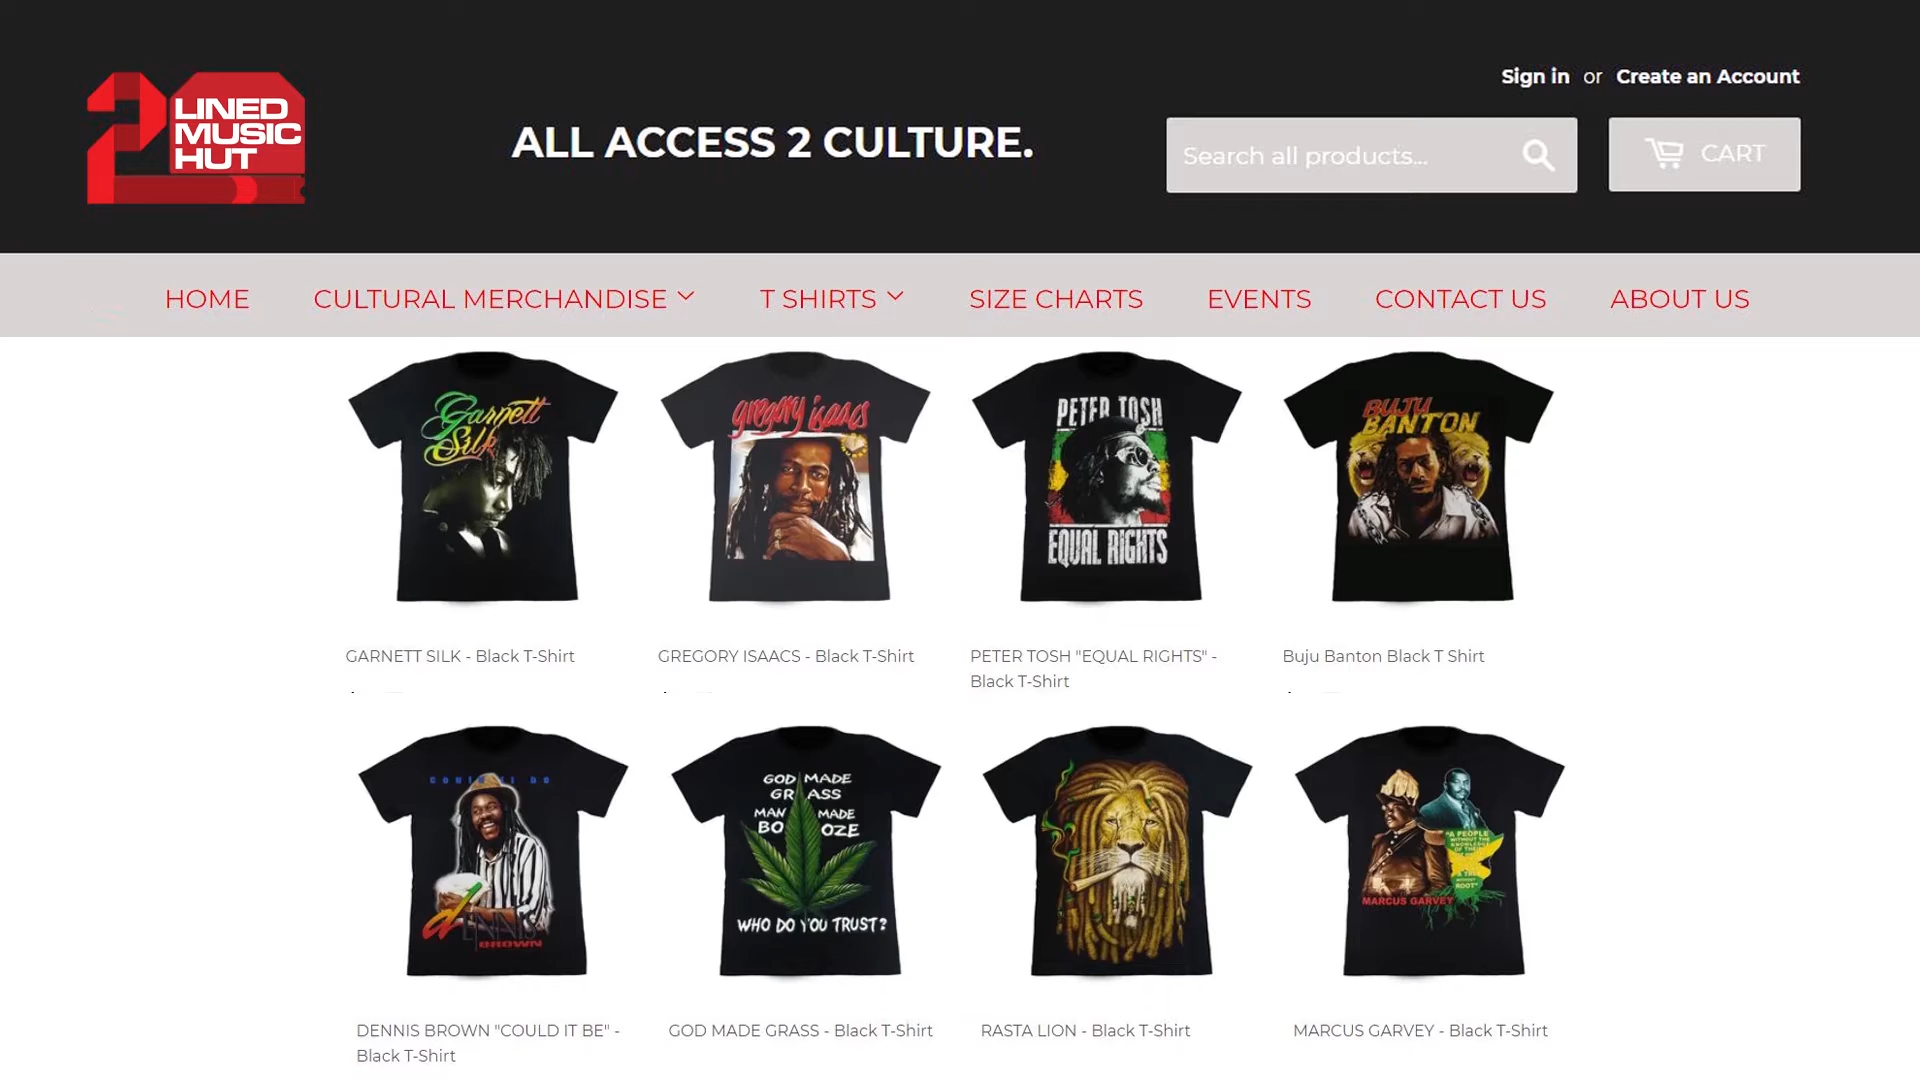 Sign in or Create an Account
LINED
MUSIC
HUT
ALL ACCESS 2 CULTURE.
Search all products...
CART
HOME
CULTURAL MERCHANDISE
T SHIRTS
SIZE CHARTS
EVENTS
CONTACT US
ABOUT US
Garnett
Silk
gregory isaacs
PETER TOSH
EQUAL RIGHTS
BUJU
BANTON
GARNETT SILK - Black T-Shirt
GREGORY ISAACS - Black T-Shirt
PETER TOSH "EQUAL RIGHTS" -
Black T-Shirt
Buju Banton Black T Shirt
COULD IT BE
dENNIS
BROWN
GOD MADE
GRASS
MAN MADE
BOOZE
WHO DO YOU TRUST?
"A PEOPLE
WITHOUT THE
KNOWLEDGE
OF THEIR
ROOT"
MARCUS GARVEY
DENNIS BROWN "COULD IT BE" -
Black T-Shirt
GOD MADE GRASS - Black T-Shirt
RASTA LION - Black T-Shirt
MARCUS GARVEY - Black T-Shirt